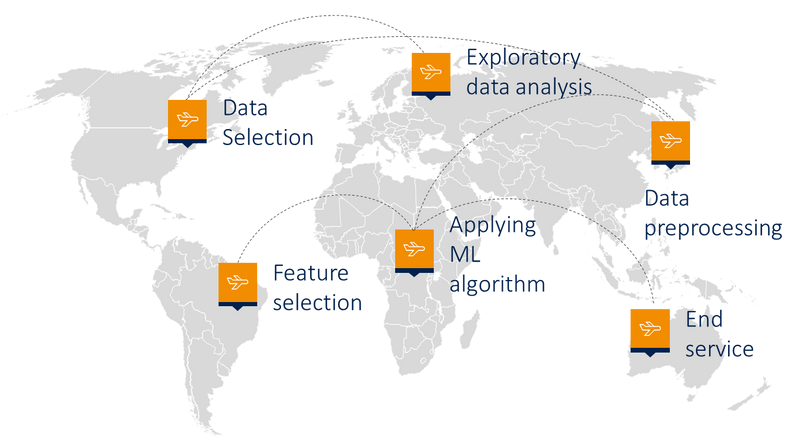 Exploratory
data analysis
Data
Selection
Data
preprocessing
Applying
ML
algorithm
Feature
selection
End
service